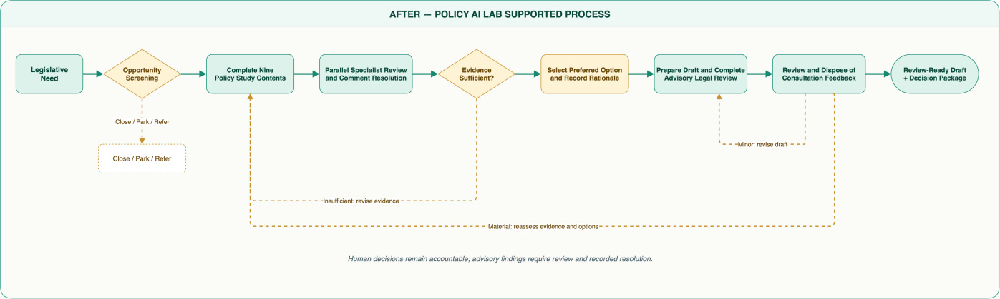 AFTER — POLICY AI LAB SUPPORTED PROCESS
Legislative
Need
Opportunity
Screening
Complete Nine
Policy Study Contents
Parallel Specialist Review
and Comment Resolution
Evidence
Sufficient?
Select Preferred Option
and Record Rationale
Prepare Draft and Complete
Advisory Legal Review
Review and Dispose of
Consultation Feedback
Review-Ready Draft
+ Decision Package
Close / Park / Refer
Close / Park / Refer
Minor: revise draft
Insufficient: revise evidence
Material: reassess evidence and options
Human decisions remain accountable; advisory findings require review and recorded resolution.